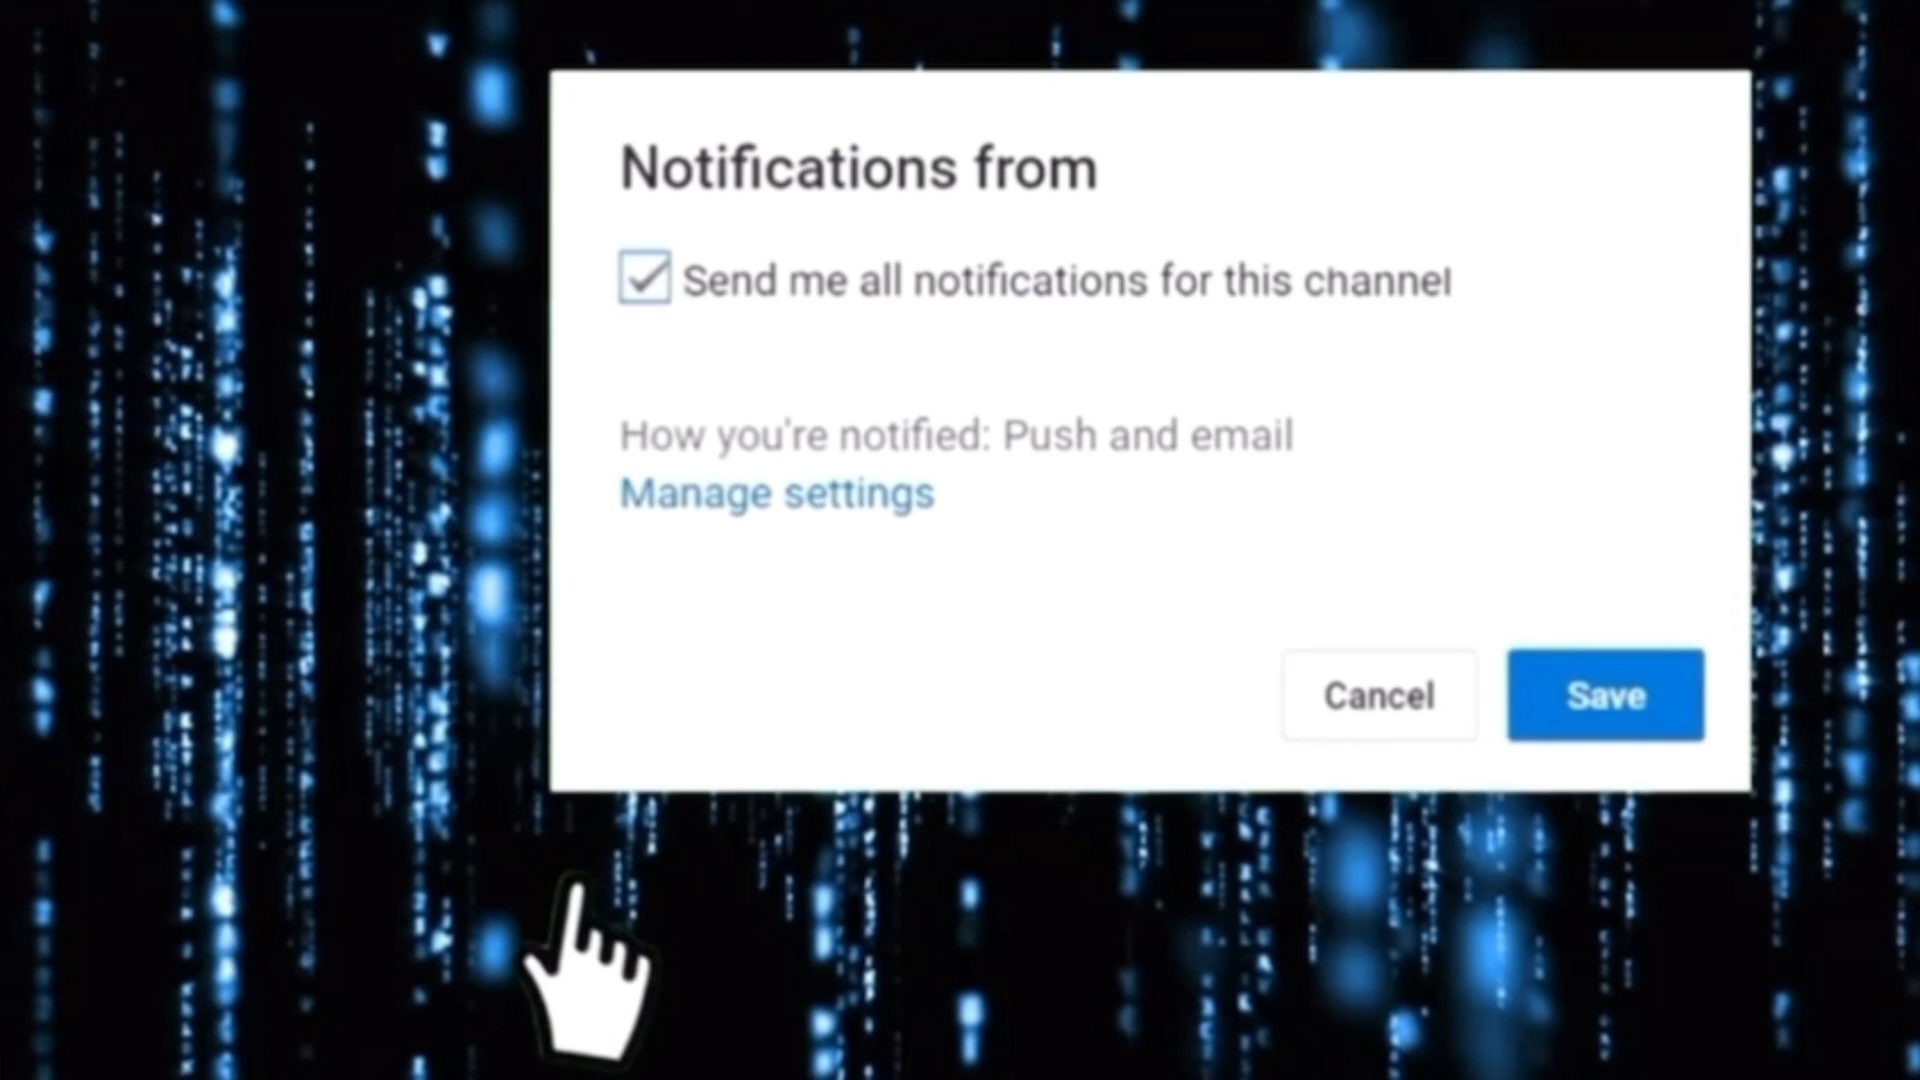 Notifications from
Send me all notifications for this channel
How you're notified: Push and email
Manage settings
Cancel
Save